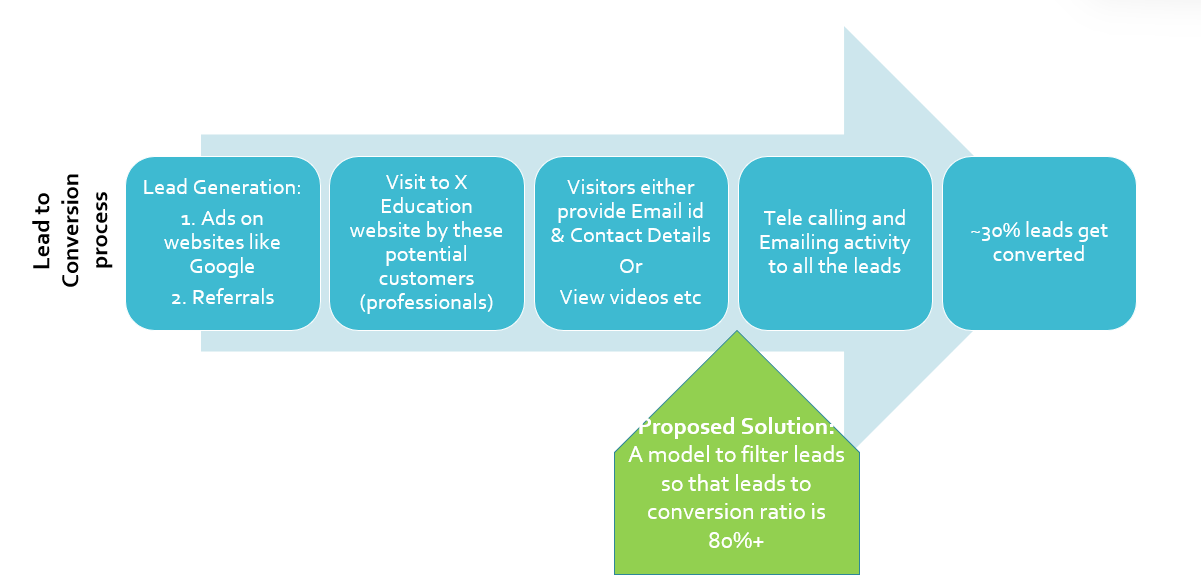 Lead to
Conversion
process
Lead Generation:
1. Ads on
websites like
Google
2. Referrals
Visit to X
Education
website by these
potential
customers
(professionals)
Visitors either
provide Email id
& Contact Details
Or
View videos etc
Tele calling and
Emailing activity
to all the leads
~30% leads get
converted
Proposed Solution:
A model to filter leads
so that leads to
conversion ratio is
80%+